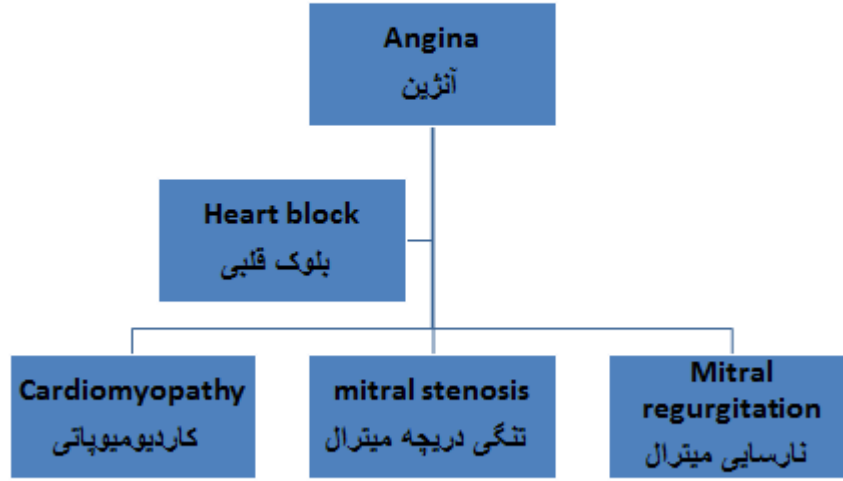 Angina
آنژین
Heart block
بلوک قلبی
Cardiomyopathy
کاردیومیوپاتی
mitral stenosis
تنگی دریچه میترال
Mitral
regurgitation
نارسایی میترال